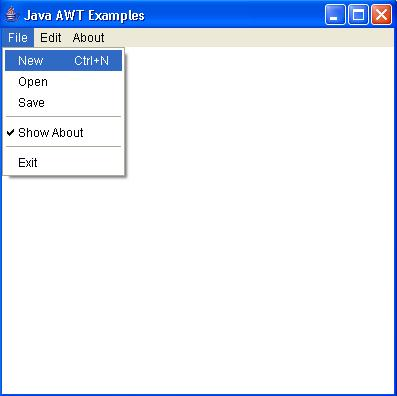 Java AWT Examples
File Edit About
New Ctrl+N
Open
Save
Show About
Exit